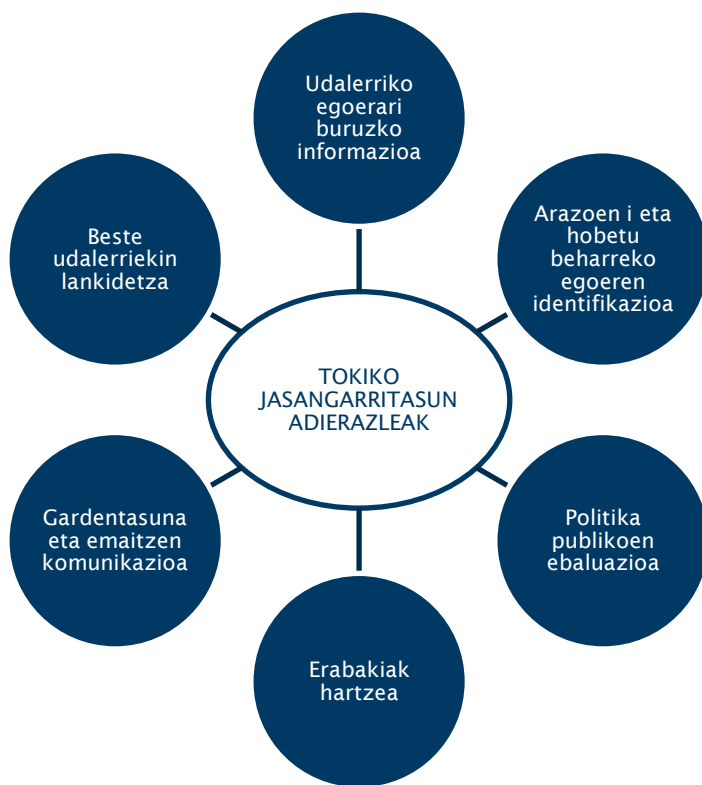 Udalerriko
egoerari
buruzko
informazioa
Arazoen i eta
hobetu
beharreko
egoeren
identifikazioa
Beste
udalerriekin
lankidetza
TOKIKO
JASANGARRITASUN
ADIERAZLEAK
Gardentasuna
eta emaitzen
komunikazioa
Politika
publikoen
ebaluazioa
Erabakiak
hartzea